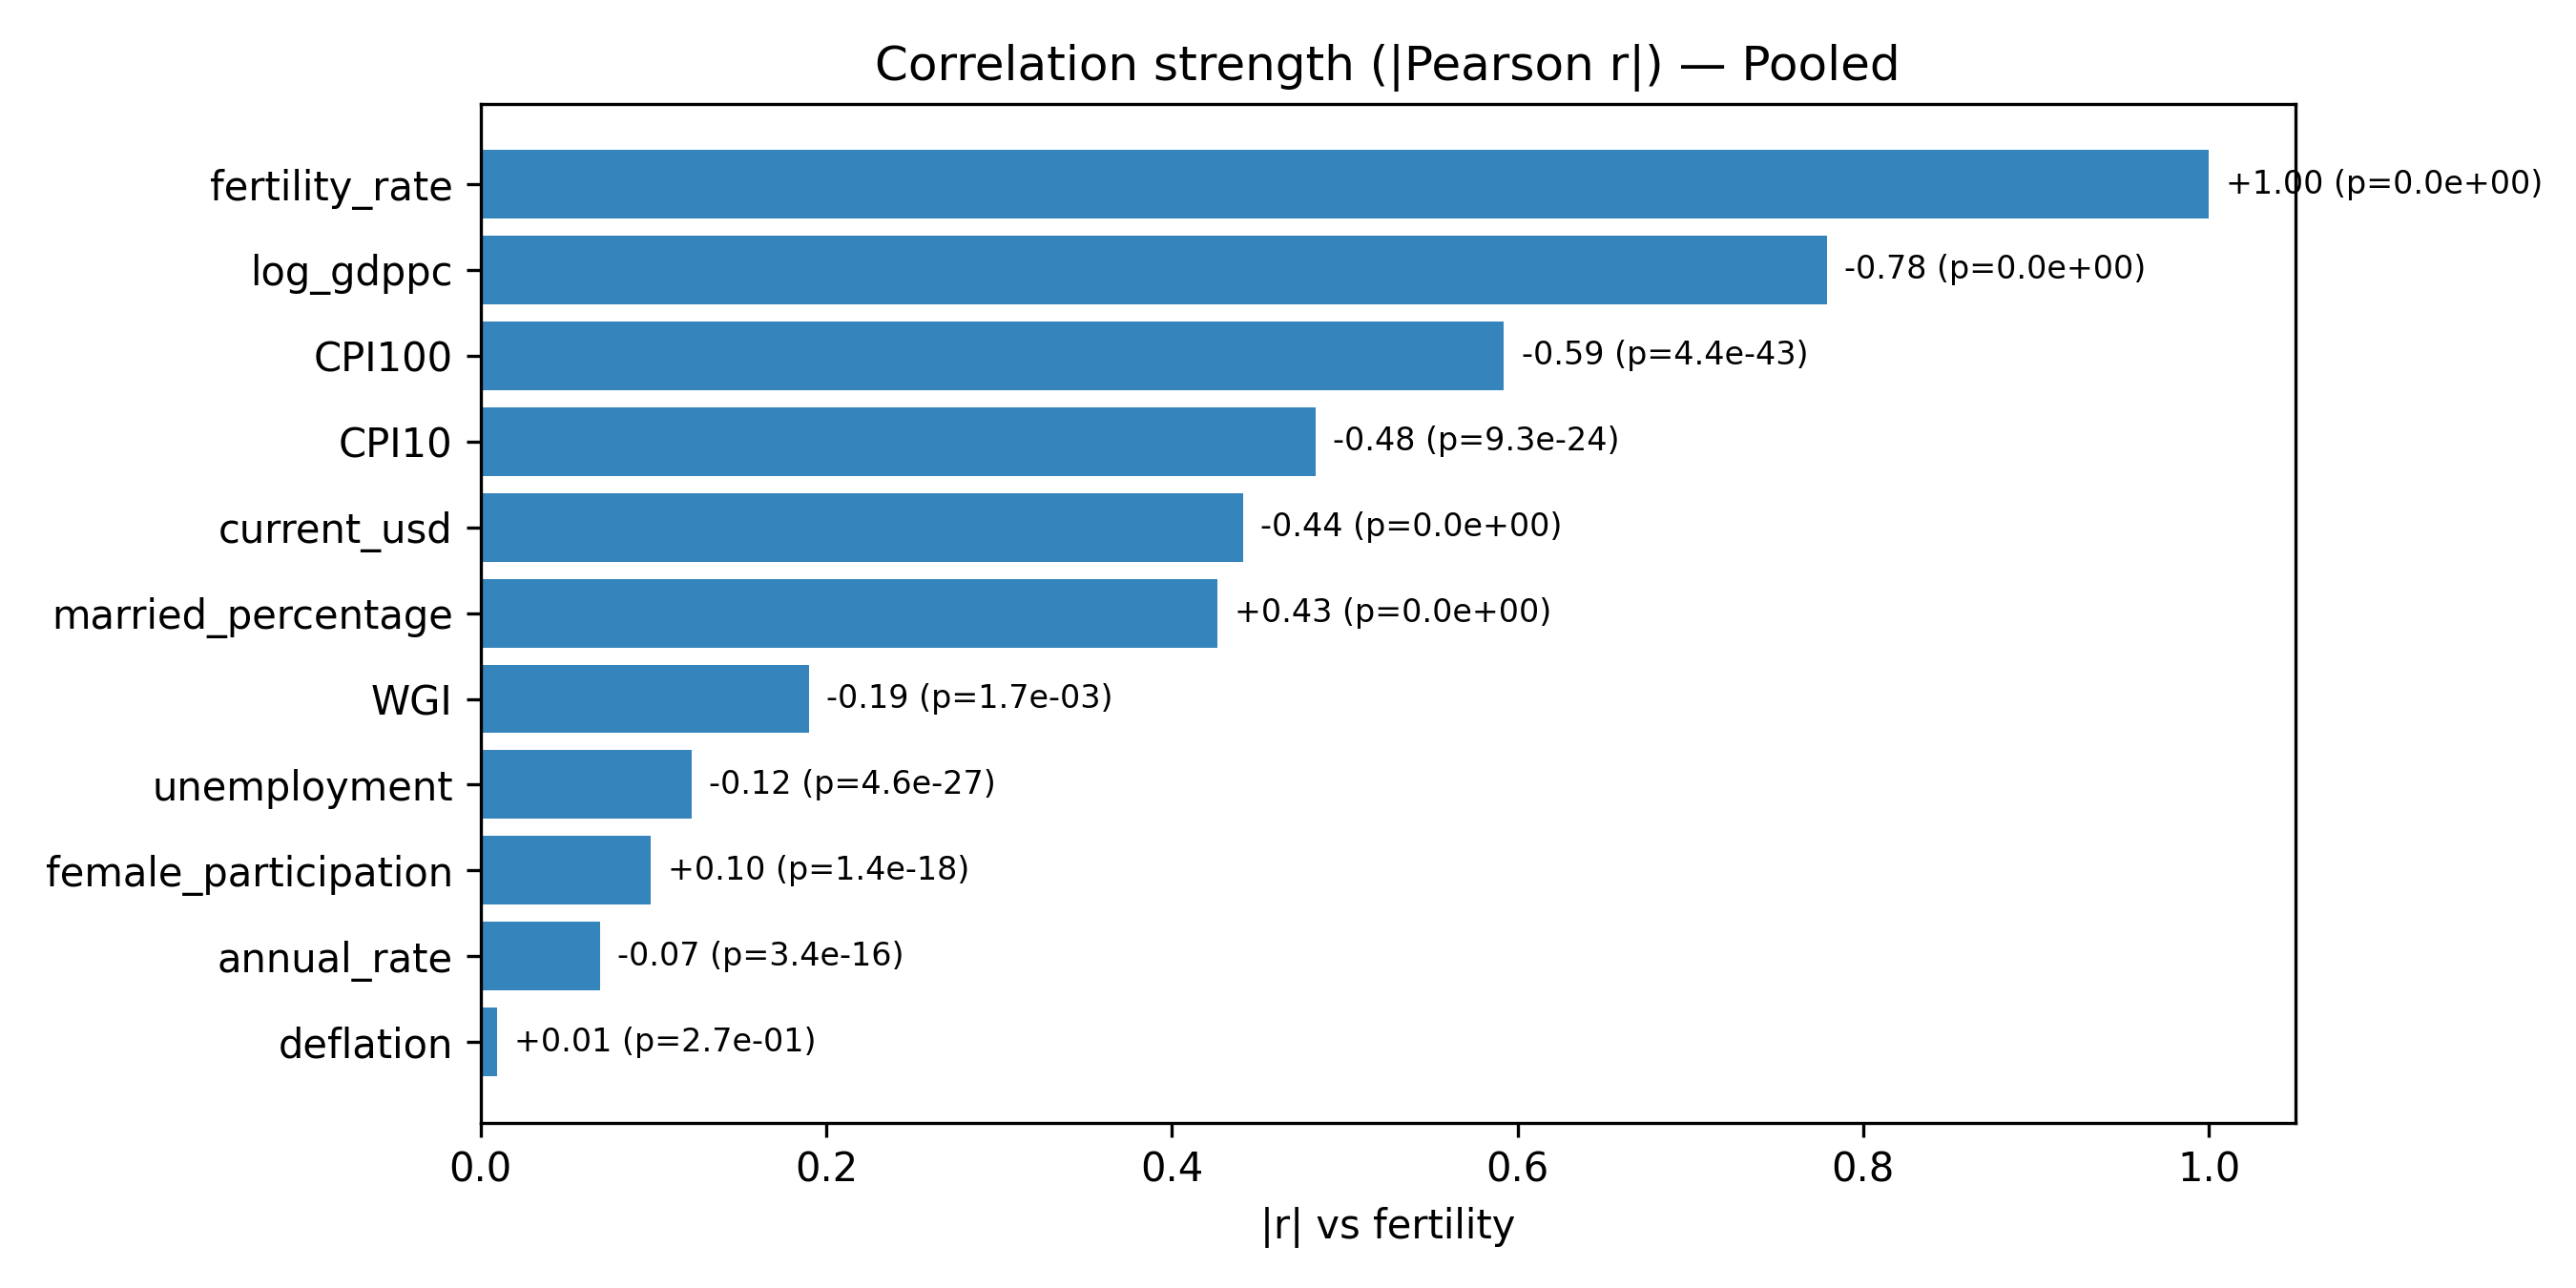 Correlation strength (|Pearson r|) — Pooled
fertility_rate +1.00 (p=0.0e+00)
log_gdppc -0.78 (p=0.0e+00)
CPI100 -0.59 (p=4.4e-43)
CPI10 -0.48 (p=9.3e-24)
current_usd -0.44 (p=0.0e+00)
married_percentage +0.43 (p=0.0e+00)
WGI -0.19 (p=1.7e-03)
unemployment -0.12 (p=4.6e-27)
female_participation +0.10 (p=1.4e-18)
annual_rate -0.07 (p=3.4e-16)
deflation +0.01 (p=2.7e-01)
0.0 0.2 0.4 0.6 0.8 1.0
|r| vs fertility